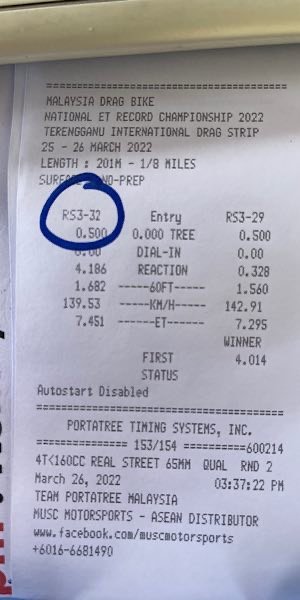 ================================
MALAYSIA DRAG BIKE
NATIONAL ET RECORD CHAMPIONSHIP 2022
TERENGGANU INTERNATIONAL DRAG STRIP
25 - 26 MARCH 2022
LENGTH : 201M - 1/8 MILES
NO-PREP
RS3-32 Entry RS3-29
0.500 0.000 TREE 0.500
0.00 DIAL-IN 0.00
4.186 REACTION 0.328
1.682 -----60FT----- 1.560
139.53 -----KM/H----- 142.91
7.451 ------ET------ 7.295
WINNER
FIRST 4.014
STATUS
Autostart Disabled
================================
PORTATREE TIMING SYSTEMS, INC.
============== 153/154 ==========600214
4T<160CC REAL STREET 65MM QUAL RND 2
March 26, 2022 03:37:22 PM
TEAM PORTATREE MALAYSIA
MUSC MOTORSPORTS - ASEAN DISTRIBUTOR
www.facebook.com/muscmotorsports
+6016-6681490